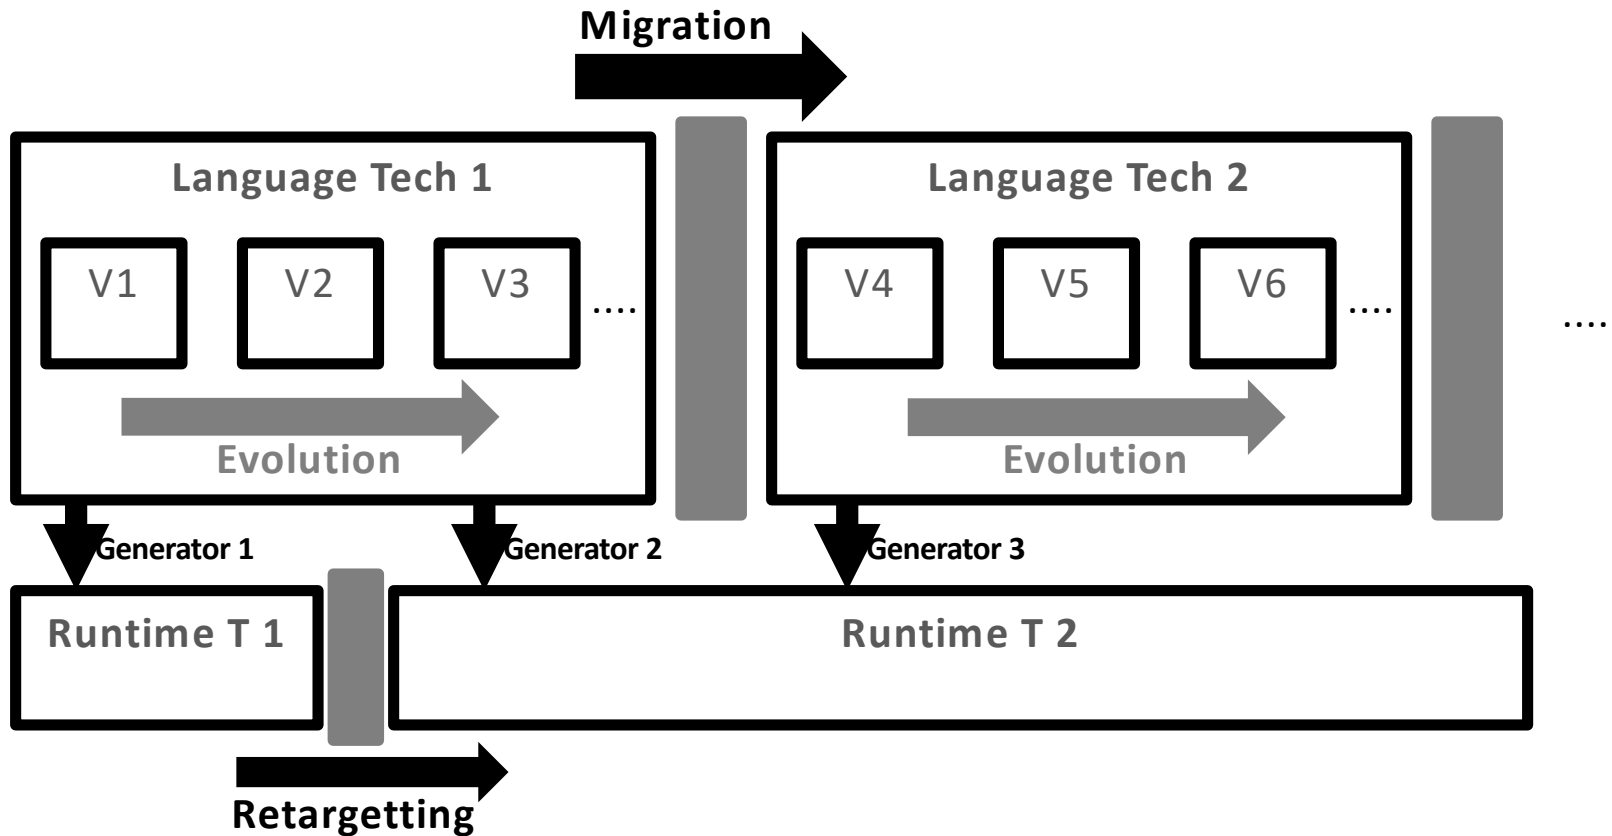 Migration
Language Tech 1
Language Tech 2
V1
V2
V3
....
V4
V5
V6
....
....
Evolution
Evolution
Generator 1
Generator 2
Generator 3
Runtime T 1
Runtime T 2
Retargetting